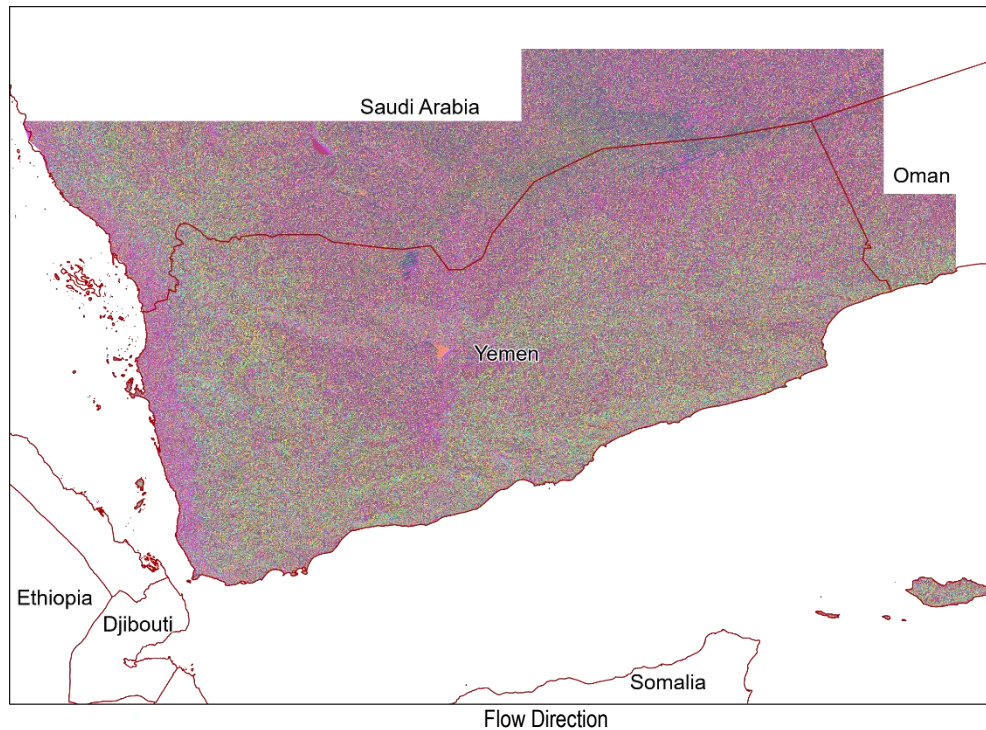 Saudi Arabia
Oman
Yemen
Ethiopia
Djibouti
Somalia
Flow Direction